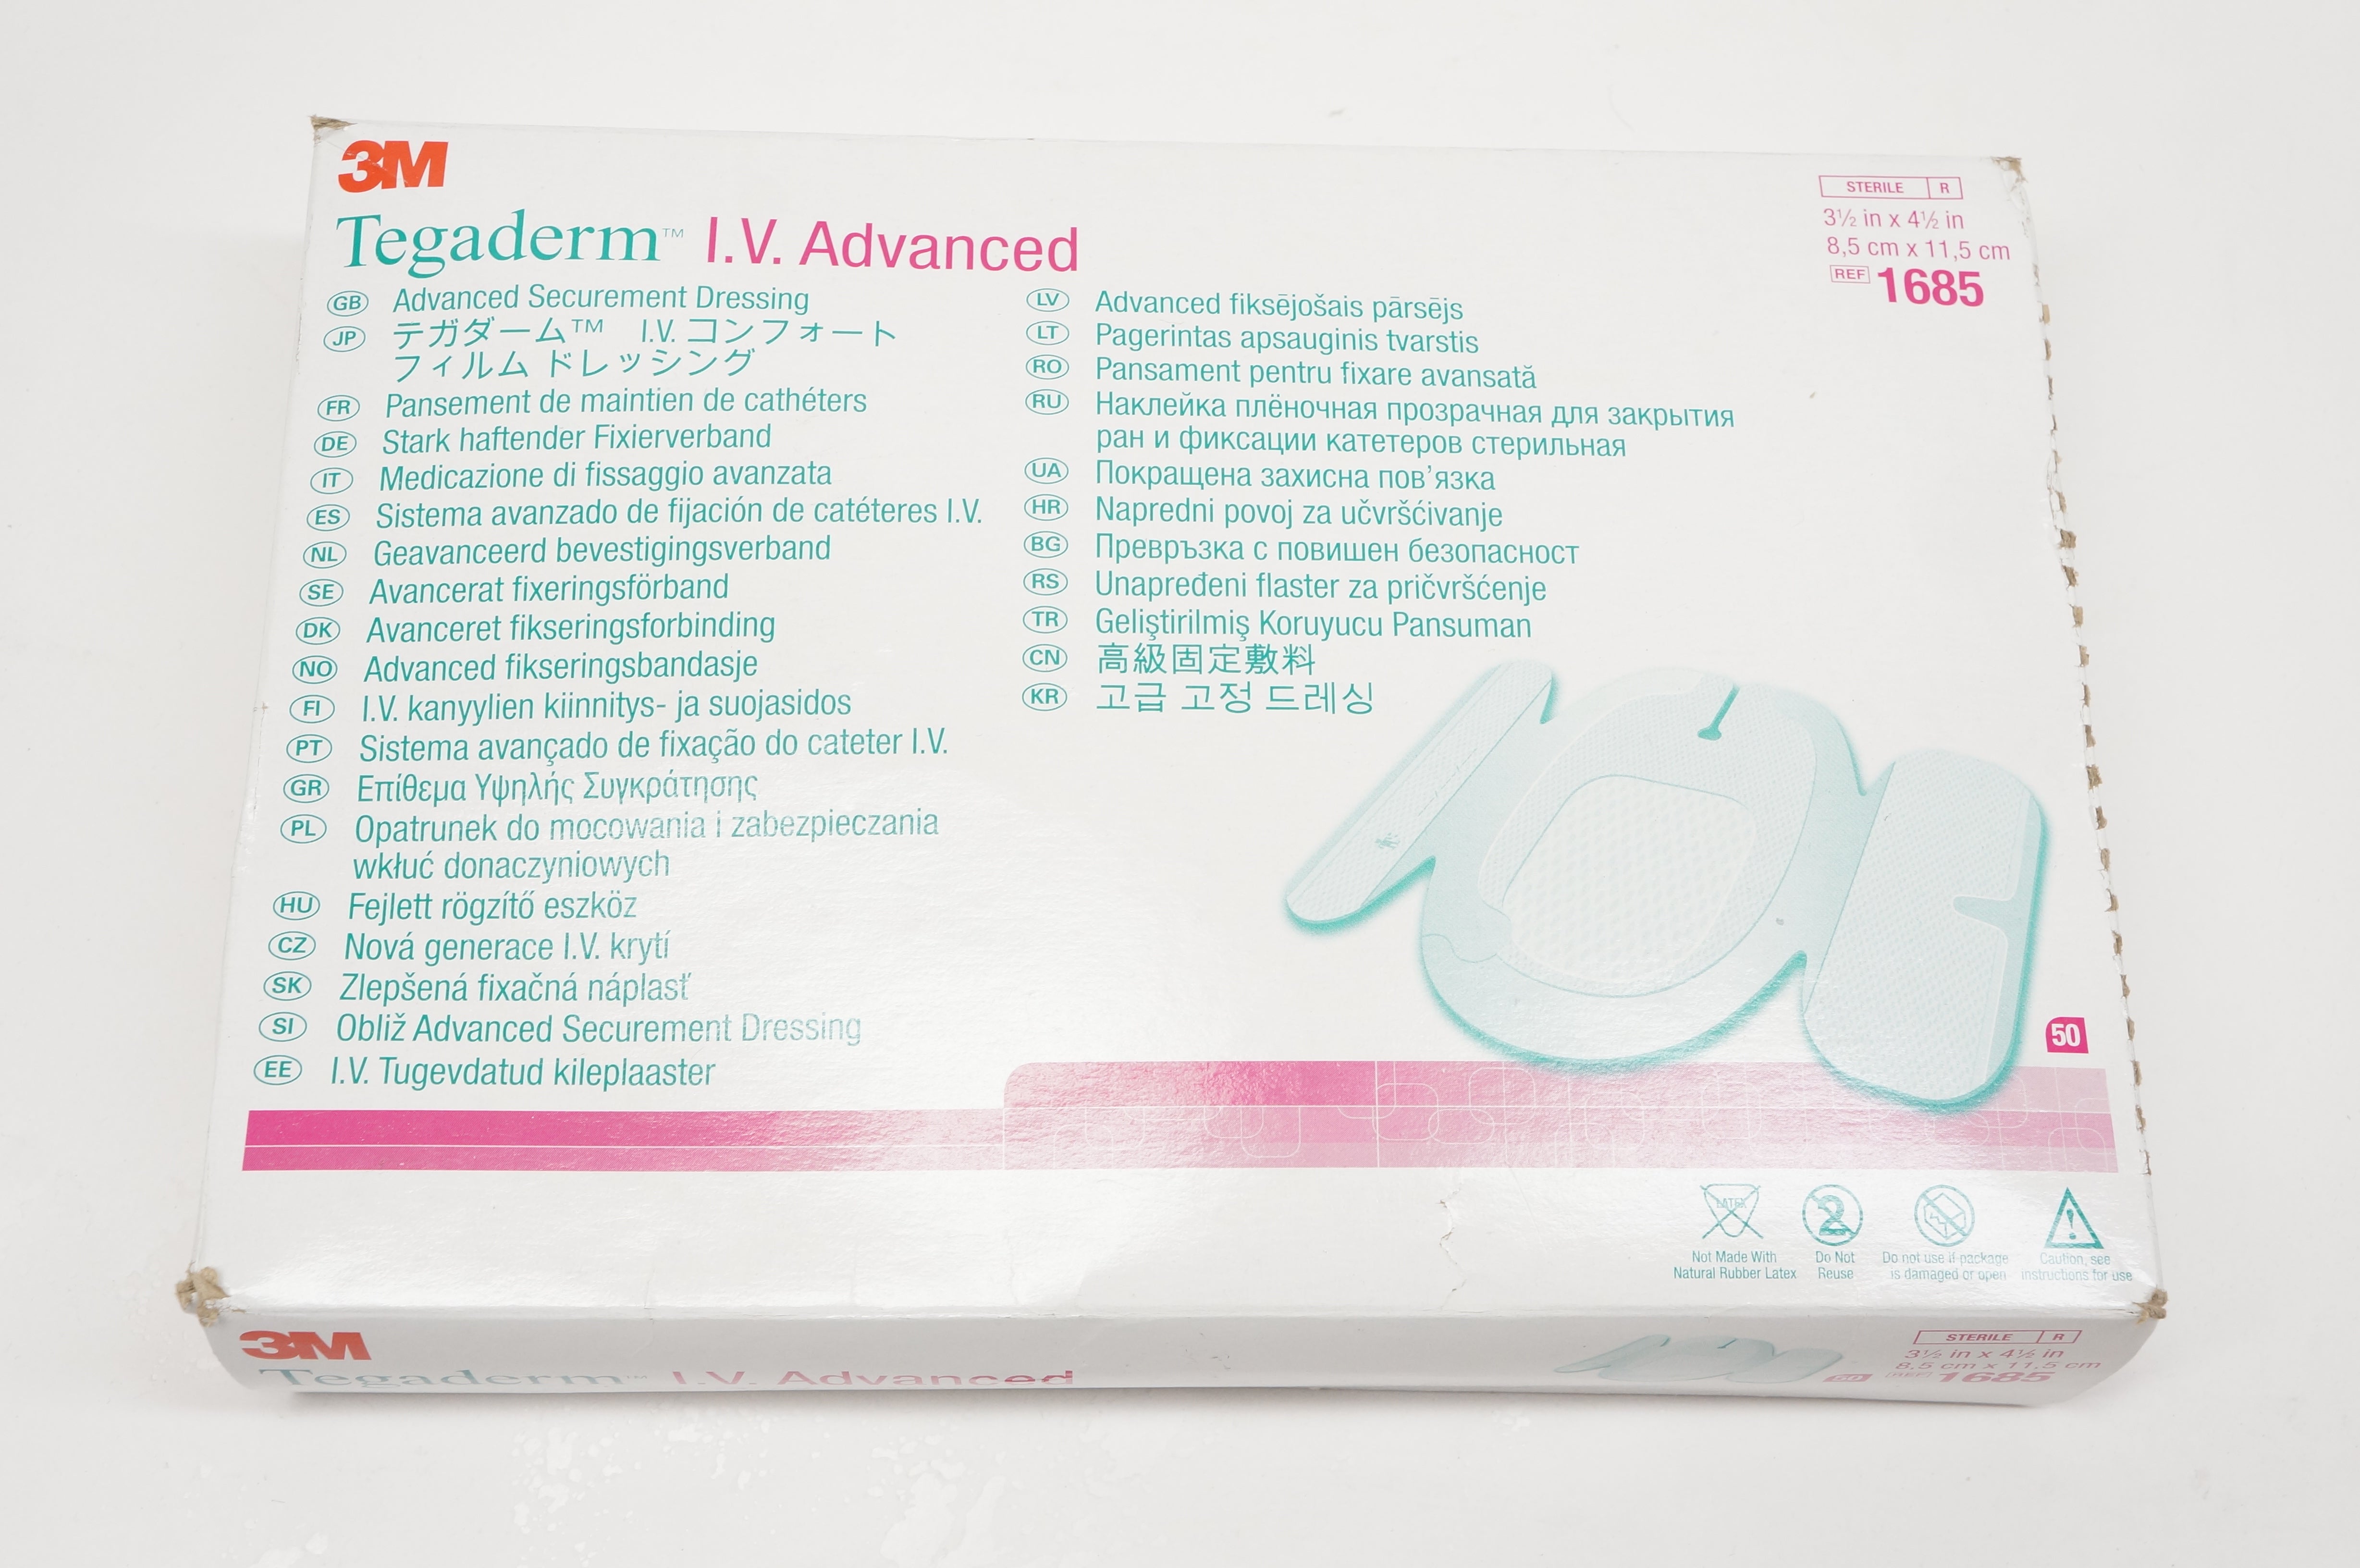 3M
Tegaderm™ I.V. Advanced
STERILE R
3½ in x 4½ in
8,5 cm x 11,5 cm
REF 1685
GB Advanced Securement Dressing
JP テガダーム™ I.V. コンフォート
フィルム ドレッシング
FR Pansement de maintien de cathéters
DE Stark haftender Fixierverband
IT Medicazione di fissaggio avanzata
ES Sistema avanzado de fijación de catéteres I.V.
NL Geavanceerd bevestigingsverband
SE Avancerat fixeringsförband
DK Avanceret fikseringsforbinding
NO Advanced fikseringsbandasje
FI I.V. kanyylien kiinnitys- ja suojasidos
PT Sistema avançado de fixação do cateter I.V.
GR Επίθεμα Υψηλής Συγκράτησης
PL Opatrunek do mocowania i zabezpieczania
wkłuć donaczyniowych
HU Fejlett rögzítő eszköz
CZ Nová generace I.V. krytí
SK Zlepšená fixačná náplasť
SI Obliž Advanced Securement Dressing
EE I.V. Tugevdatud kileplaaster
LV Advanced fiksējošais pārsējs
LT Pagerintas apsauginis tvarstis
RO Pansament pentru fixare avansată
RU Наклейка плёночная прозрачная для закрытия
ран и фиксации катетеров стерильная
UA Покращена захисна пов’язка
HR Napredni povoj za učvršćivanje
BG Превръзка с повишен безопасност
RS Unapređeni flaster za pričvršćenje
TR Geliştirilmiş Koruyucu Pansuman
CN 高級固定敷料
KR 고급 고정 드레싱
50
LATEX
2
Not Made With
Natural Rubber Latex
Do Not
Reuse
Do not use if package
is damaged or open
Caution, see
instructions for use
3M
Tegaderm™ I.V. Advanced
STERILE R
3½ in x 4½ in
8,5 cm x 11,5 cm
50 REF 1685